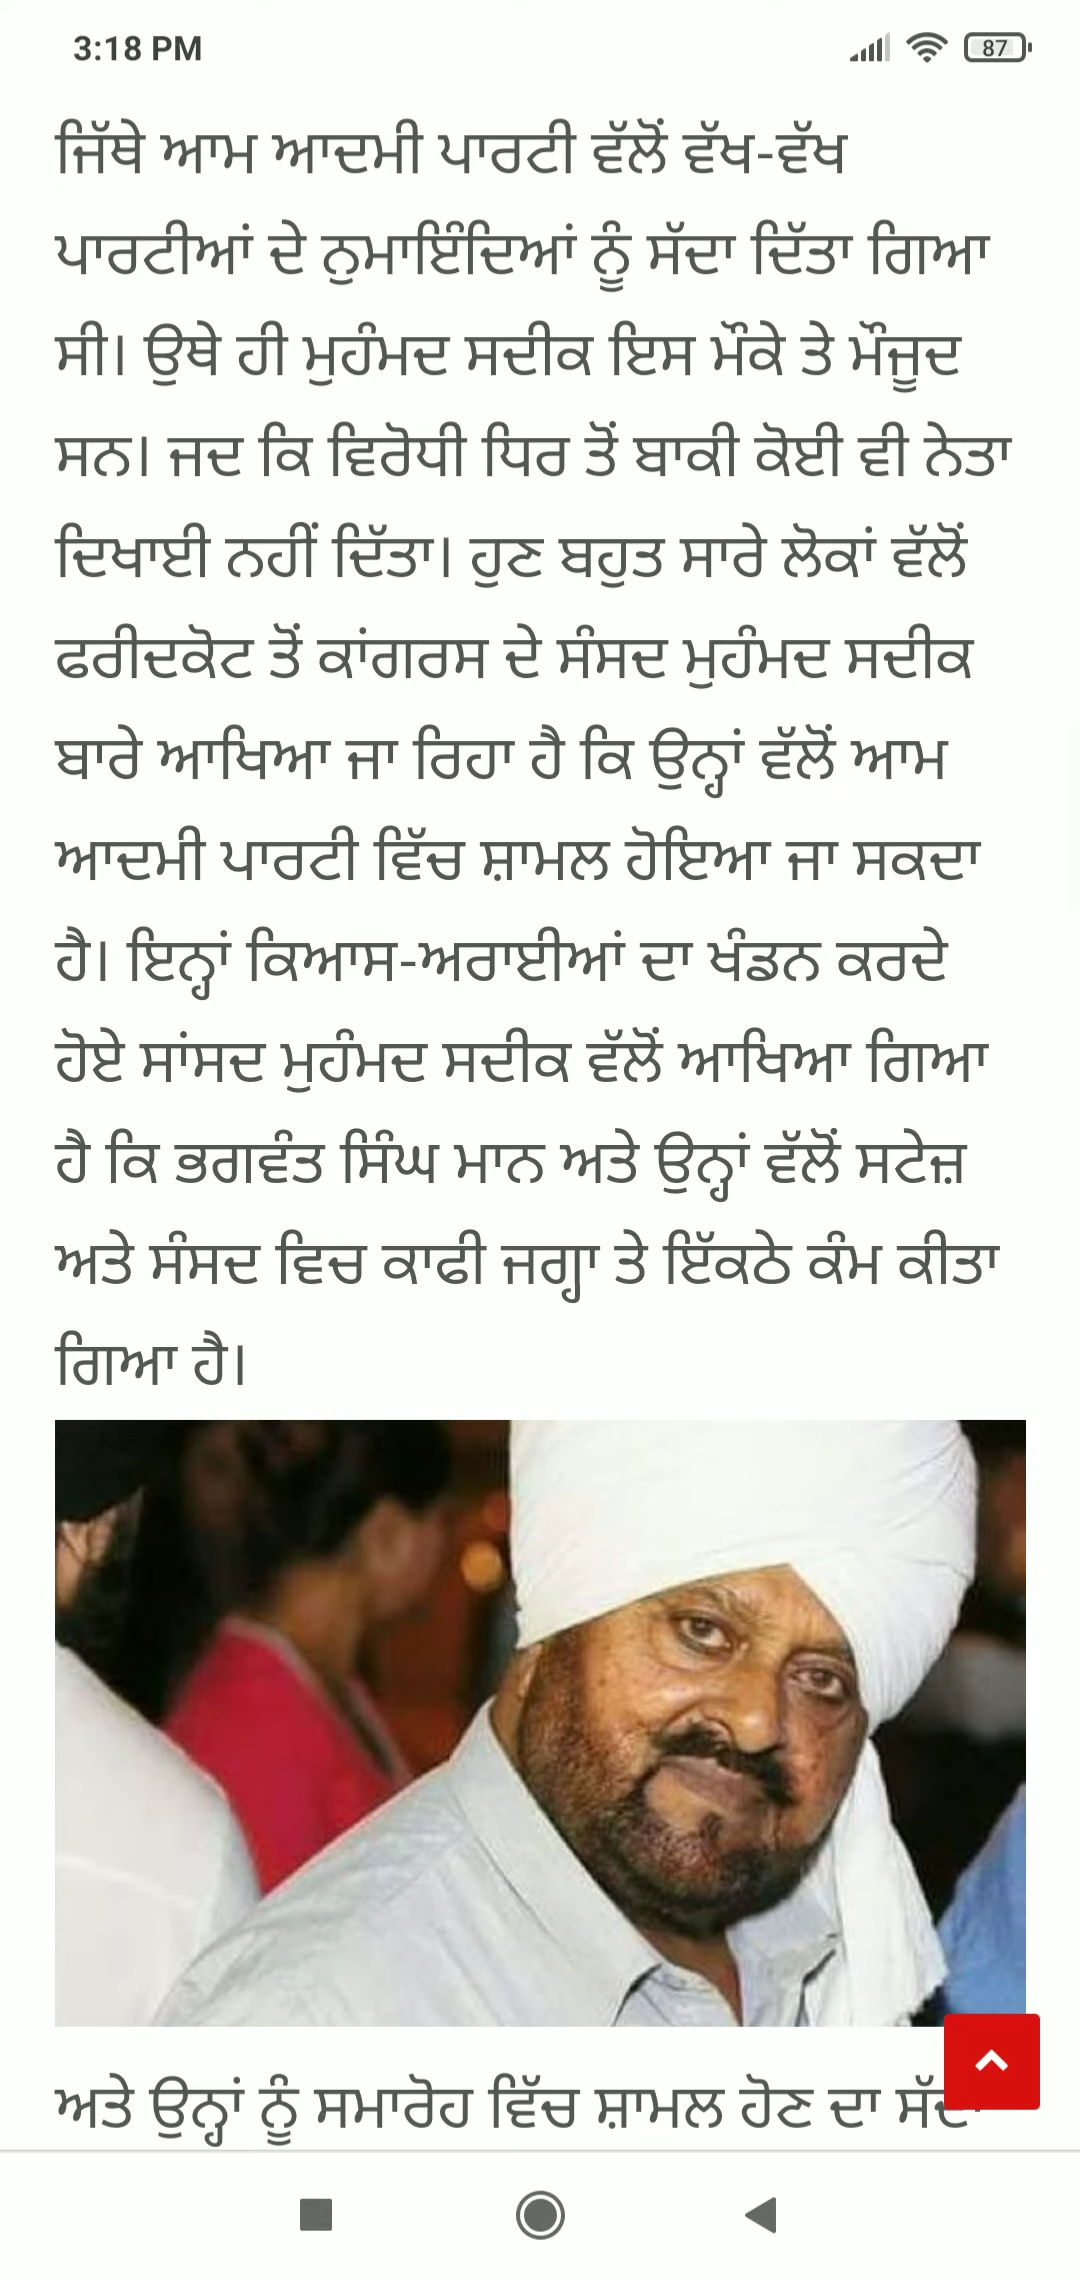 3:18 PM
87
ਜਿੱਥੇ ਆਮ ਆਦਮੀ ਪਾਰਟੀ ਵੱਲੋਂ ਵੱਖ-ਵੱਖ
ਪਾਰਟੀਆਂ ਦੇ ਨੁਮਾਇੰਦਿਆਂ ਨੂੰ ਸੱਦਾ ਦਿੱਤਾ ਗਿਆ
ਸੀ। ਉਥੇ ਹੀ ਮੁਹੰਮਦ ਸਦੀਕ ਇਸ ਮੌਕੇ ਤੇ ਮੌਜੂਦ
ਸਨ। ਜਦ ਕਿ ਵਿਰੋਧੀ ਧਿਰ ਤੋਂ ਬਾਕੀ ਕੋਈ ਵੀ ਨੇਤਾ
ਦਿਖਾਈ ਨਹੀਂ ਦਿੱਤਾ। ਹੁਣ ਬਹੁਤ ਸਾਰੇ ਲੋਕਾਂ ਵੱਲੋਂ
ਫਰੀਦਕੋਟ ਤੋਂ ਕਾਂਗਰਸ ਦੇ ਸੰਸਦ ਮੁਹੰਮਦ ਸਦੀਕ
ਬਾਰੇ ਆਖਿਆ ਜਾ ਰਿਹਾ ਹੈ ਕਿ ਉਨ੍ਹਾਂ ਵੱਲੋਂ ਆਮ
ਆਦਮੀ ਪਾਰਟੀ ਵਿੱਚ ਸ਼ਾਮਲ ਹੋਇਆ ਜਾ ਸਕਦਾ
ਹੈ। ਇਨ੍ਹਾਂ ਕਿਆਸ-ਅਰਾਈਆਂ ਦਾ ਖੰਡਨ ਕਰਦੇ
ਹੋਏ ਸਾਂਸਦ ਮੁਹੰਮਦ ਸਦੀਕ ਵੱਲੋਂ ਆਖਿਆ ਗਿਆ
ਹੈ ਕਿ ਭਗਵੰਤ ਸਿੰਘ ਮਾਨ ਅਤੇ ਉਨ੍ਹਾਂ ਵੱਲੋਂ ਸਟੇਜ਼
ਅਤੇ ਸੰਸਦ ਵਿਚ ਕਾਫੀ ਜਗ੍ਹਾ ਤੇ ਇੱਕਠੇ ਕੰਮ ਕੀਤਾ
ਗਿਆ ਹੈ।
ਅਤੇ ਉਨ੍ਹਾਂ ਨੂੰ ਸਮਾਰੋਹ ਵਿੱਚ ਸ਼ਾਮਲ ਹੋਣ ਦਾ